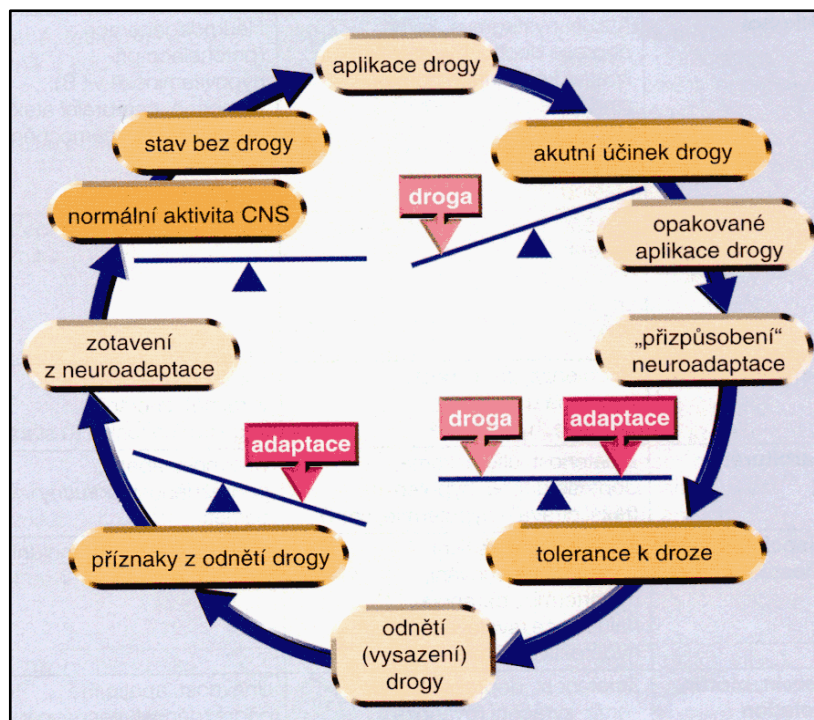 aplikace drogy
akutní účinek drogy
opakované
aplikace drogy
„přizpůsobení“
neuroadaptace
tolerance k droze
odnětí
(vysazení)
drogy
příznaky z odnětí drogy
zotavení
z neuroadaptace
normální aktivita CNS
stav bez drogy
droga
droga
adaptace
adaptace